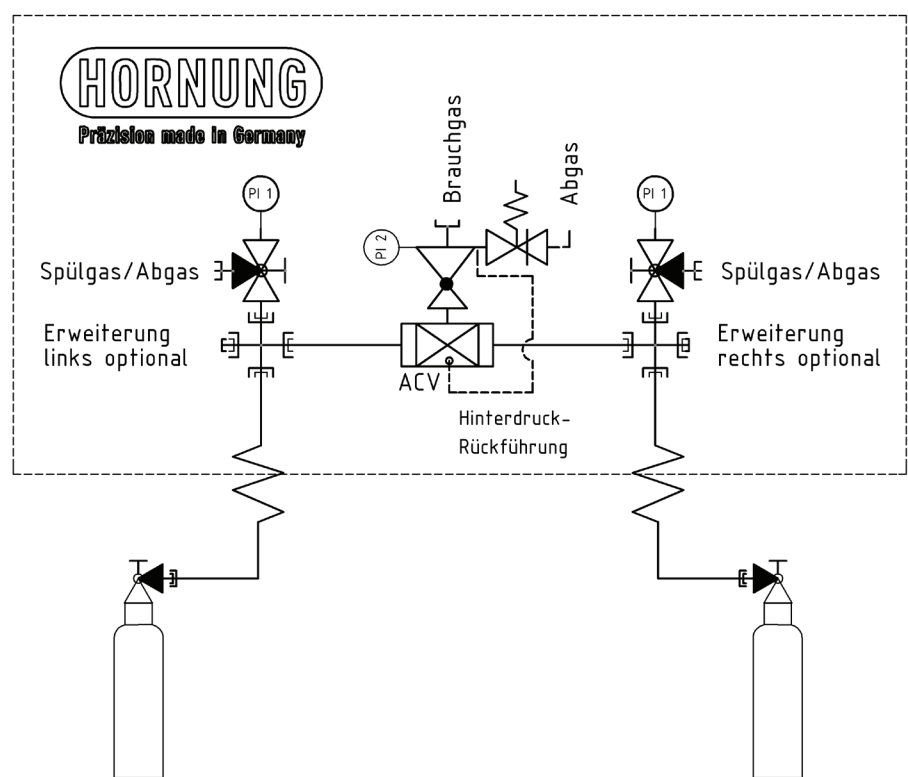 HORNUNG
Präzision made in Germany
Brauchgas
Abgas
PI 1
PI 2
PI 1
Spülgas/Abgas
Spülgas/Abgas
Erweiterung
links optional
Erweiterung
rechts optional
ACV
Hinterdruck-
Rückführung